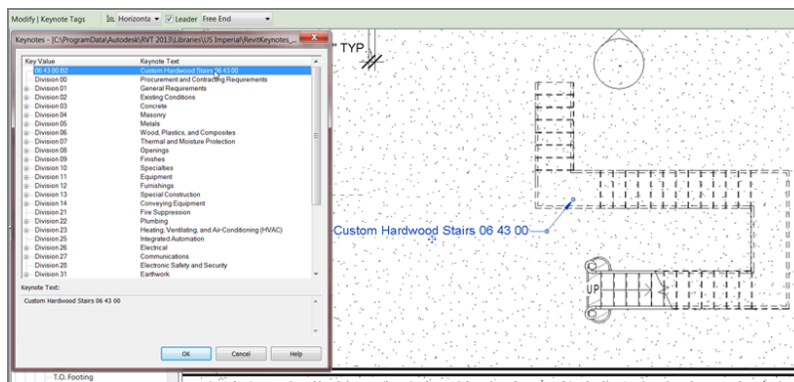 Modify | Keynote Tags
Horizonta
Leader
Free End
Keynotes - [C:\ProgramData\Autodesk\RVT 2013\Libraries\US Imperial\RevitKeynotes_...
Key Value Keynote Text
06 43 00.B2 Custom Hardwood Stairs 06 43 00
Division 00 Procurement and Contracting Requirements
Division 01 General Requirements
Division 02 Existing Conditions
Division 03 Concrete
Division 04 Masonry
Division 05 Metals
Division 06 Wood, Plastics, and Composites
Division 07 Thermal and Moisture Protection
Division 08 Openings
Division 09 Finishes
Division 10 Specialties
Division 11 Equipment
Division 12 Furnishings
Division 13 Special Construction
Division 14 Conveying Equipment
Division 21 Fire Suppression
Division 22 Plumbing
Division 23 Heating, Ventilating, and Air-Conditioning (HVAC)
Division 25 Integrated Automation
Division 26 Electrical
Division 27 Communications
Division 28 Electronic Safety and Security
Division 31 Earthwork
Keynote Text:
Custom Hardwood Stairs 06 43 00
OK Cancel Help
T.O. Footing
" TYP.
Custom Hardwood Stairs 06 43 00
UP